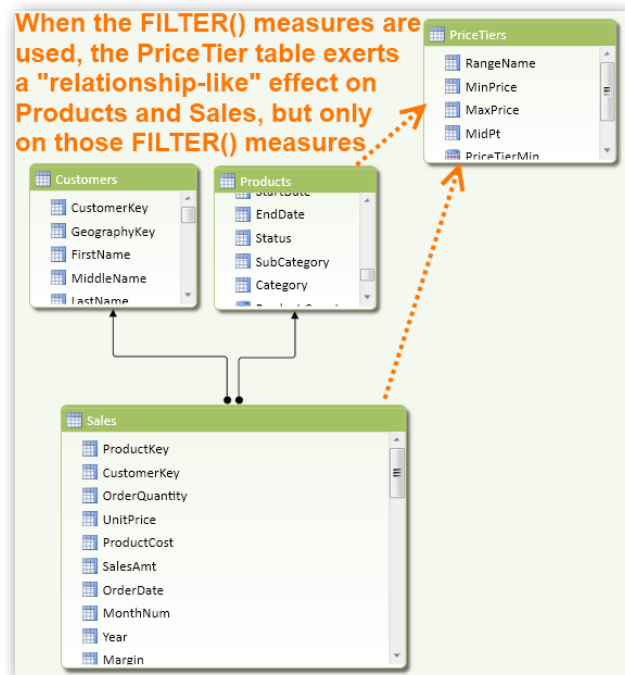 When the FILTER() measures are
used, the PriceTier table exerts
a "relationship-like" effect on
Products and Sales, but only
on those FILTER() measures
PriceTiers
RangeName
MinPrice
MaxPrice
MidPt
PriceTierMin
Customers
CustomerKey
GeographyKey
FirstName
MiddleName
LastName
Products
StartDate
EndDate
Status
SubCategory
Category
Sales
ProductKey
CustomerKey
OrderQuantity
UnitPrice
ProductCost
SalesAmt
OrderDate
MonthNum
Year
Margin